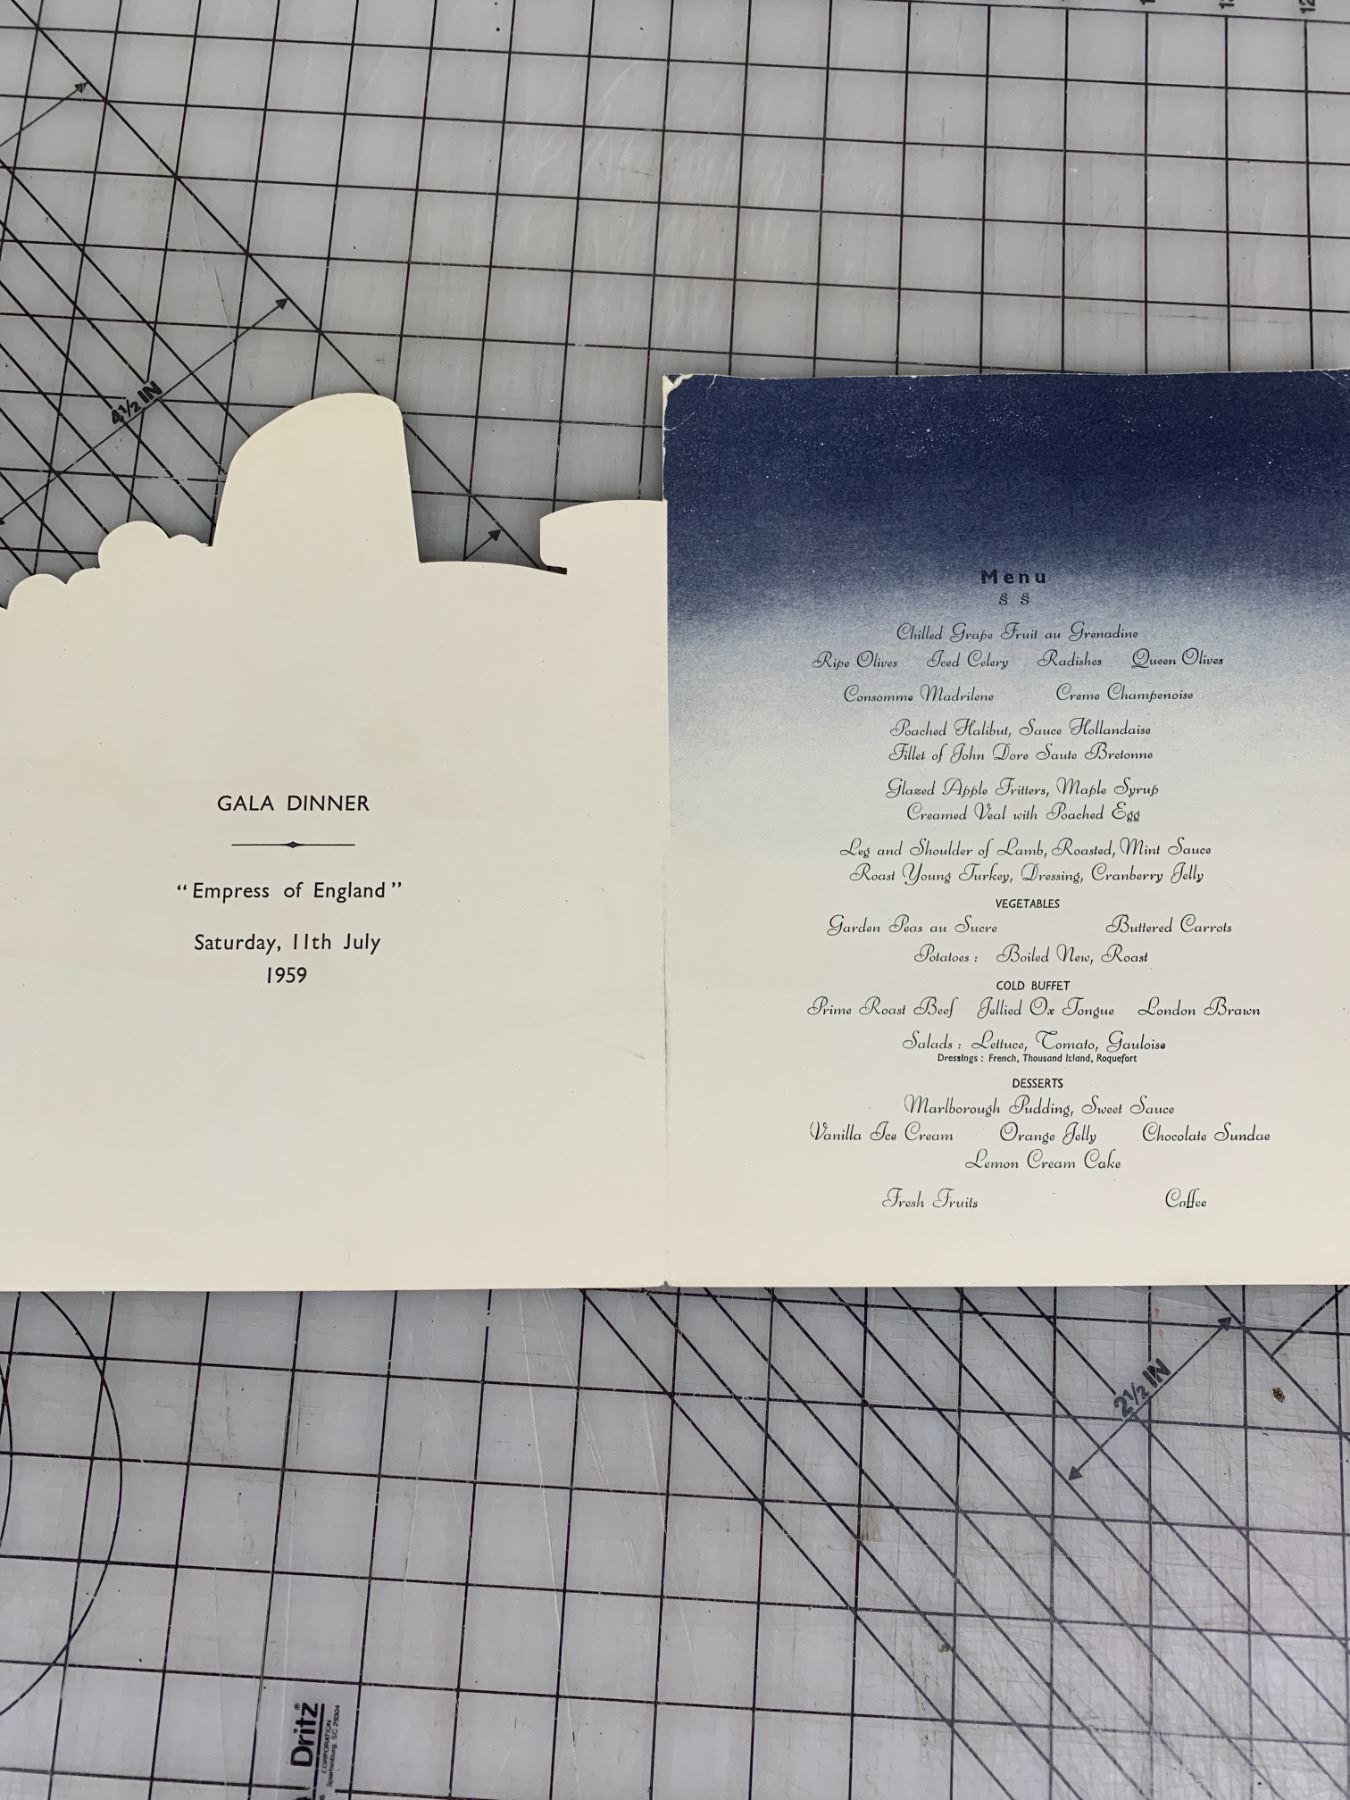 4½ IN
GALA DINNER
“Empress of England”
Saturday, 11th July
1959
Menu
§ §
Chilled Grape Fruit au Grenadine
Ripe Olives Iced Celery Radishes Queen Olives
Consomme Madrilene Creme Champenoise
Poached Halibut, Sauce Hollandaise
Fillet of John Dore Saute Bretonne
Glazed Apple Fritters, Maple Syrup
Creamed Veal with Poached Egg
Leg and Shoulder of Lamb, Roasted, Mint Sauce
Roast Young Turkey, Dressing, Cranberry Jelly
VEGETABLES
Garden Peas au Sucre Buttered Carrots
Potatoes : Boiled New, Roast
COLD BUFFET
Prime Roast Beef Jellied Ox Tongue London Brawn
Salads : Lettuce, Tomato, Gauloise
Dressings : French, Thousand Island, Roquefort
DESSERTS
Marlborough Pudding, Sweet Sauce
Vanilla Ice Cream Orange Jelly Chocolate Sundae
Lemon Cream Cake
Fresh Fruits Coffee
2½ IN
Dritz®
CORPORATION
Spartanburg, SC 29304